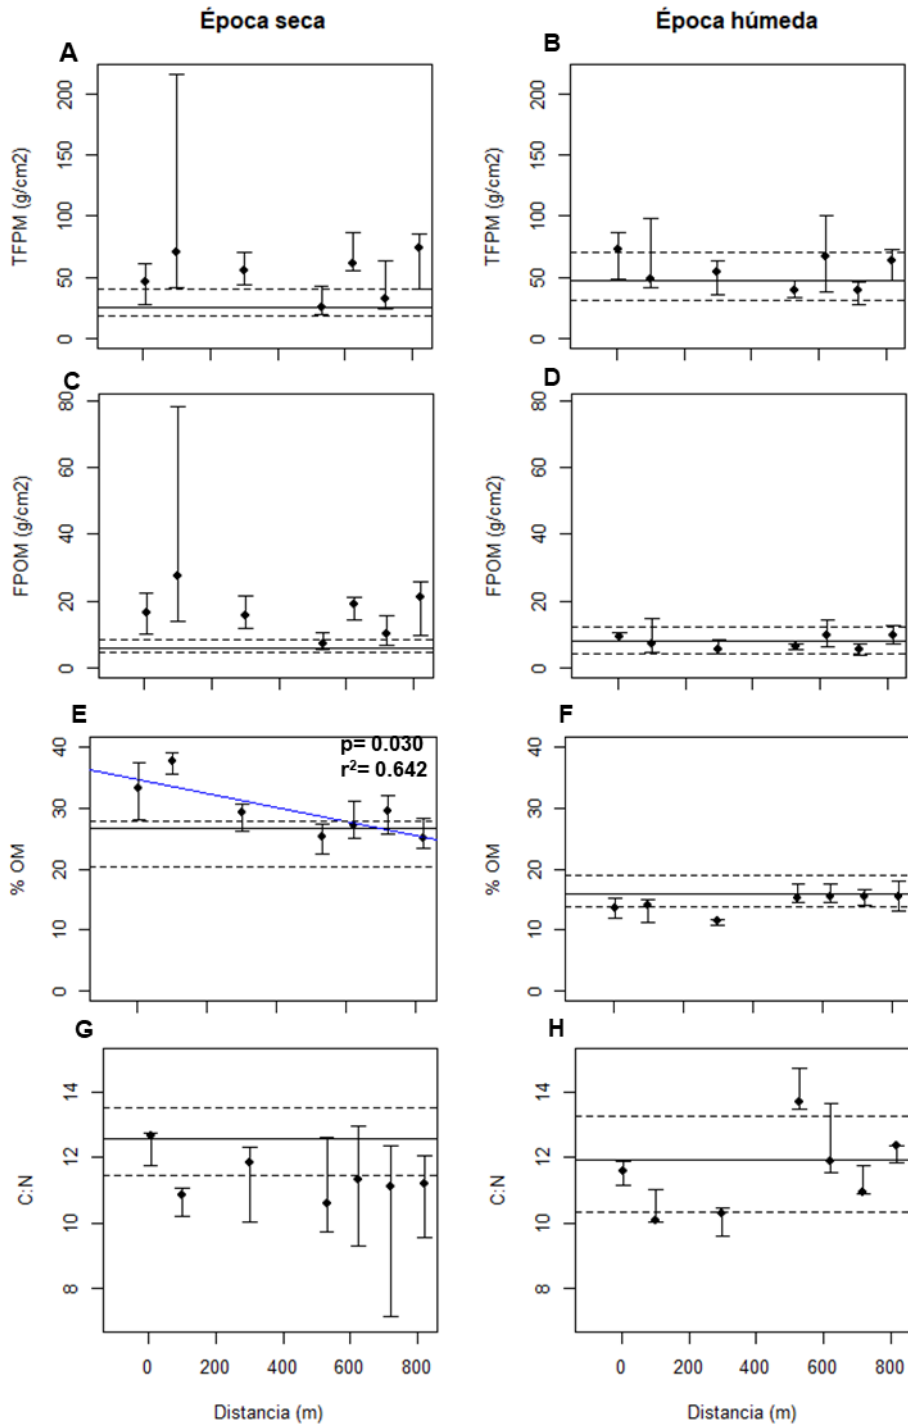 Época seca
Época húmeda
A
B
TFPM (g/cm2)
0
50
100
150
200
TFPM (g/cm2)
0
50
100
150
200
C
D
FPOM (g/cm2)
0
20
40
60
80
FPOM (g/cm2)
0
20
40
60
80
E
F
% OM
0
10
20
30
40
p= 0.030
r²= 0.642
% OM
0
10
20
30
40
G
H
C:N
8
10
12
14
C:N
8
10
12
14
0 200 400 600 800
0 200 400 600 800
Distancia (m)
Distancia (m)